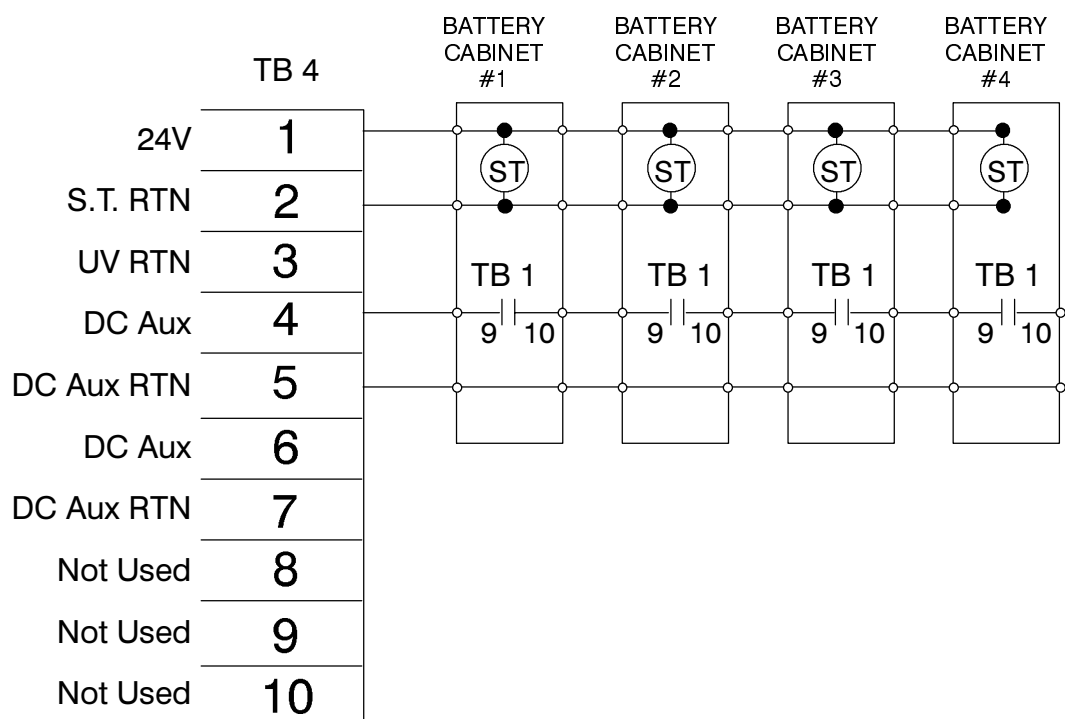 BATTERY CABINET #1
BATTERY CABINET #2
BATTERY CABINET #3
BATTERY CABINET #4
TB 4
24V 1
S.T. RTN 2
UV RTN 3
DC Aux 4
DC Aux RTN 5
DC Aux 6
DC Aux RTN 7
Not Used 8
Not Used 9
Not Used 10
ST ST ST ST
TB 1 TB 1 TB 1 TB 1
9 10 9 10 9 10 9 10